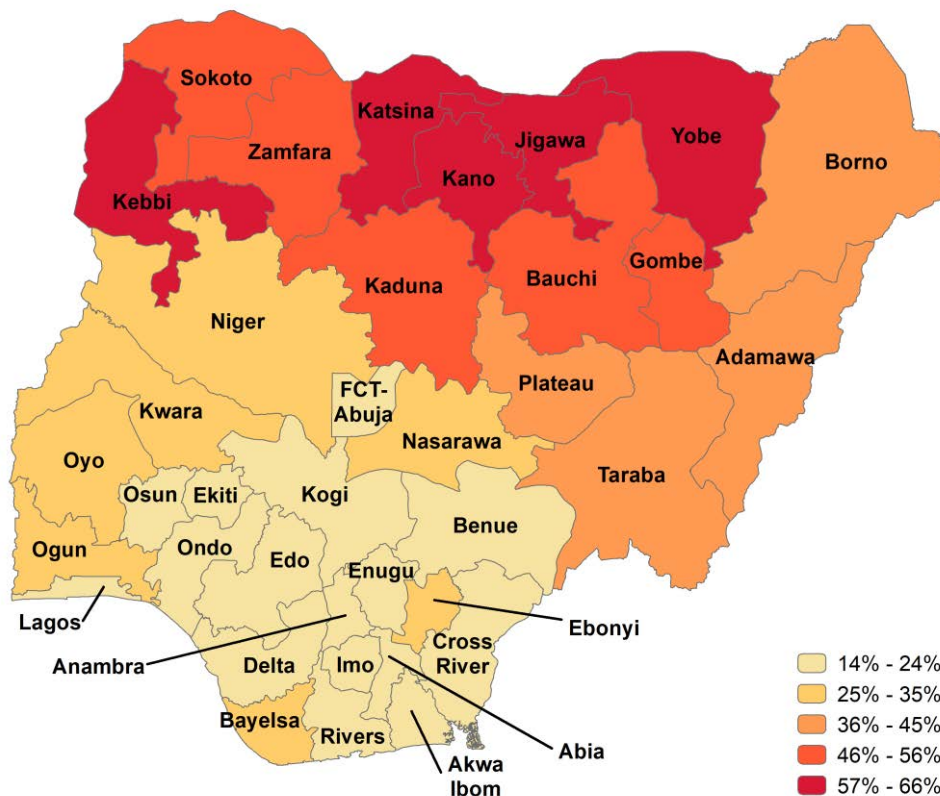 Sokoto
Katsina
Jigawa
Yobe
Borno
Zamfara
Kano
Kebbi
Kaduna
Bauchi
Gombe
Niger
Adamawa
FCT-
Abuja
Plateau
Kwara
Nasarawa
Oyo
Taraba
Osun
Ekiti
Kogi
Benue
Ogun
Ondo
Edo
Enugu
Lagos
Ebonyi
Anambra
Delta
Imo
Cross
River
Bayelsa
Rivers
Akwa
Ibom
Abia
14% - 24%
25% - 35%
36% - 45%
46% - 56%
57% - 66%